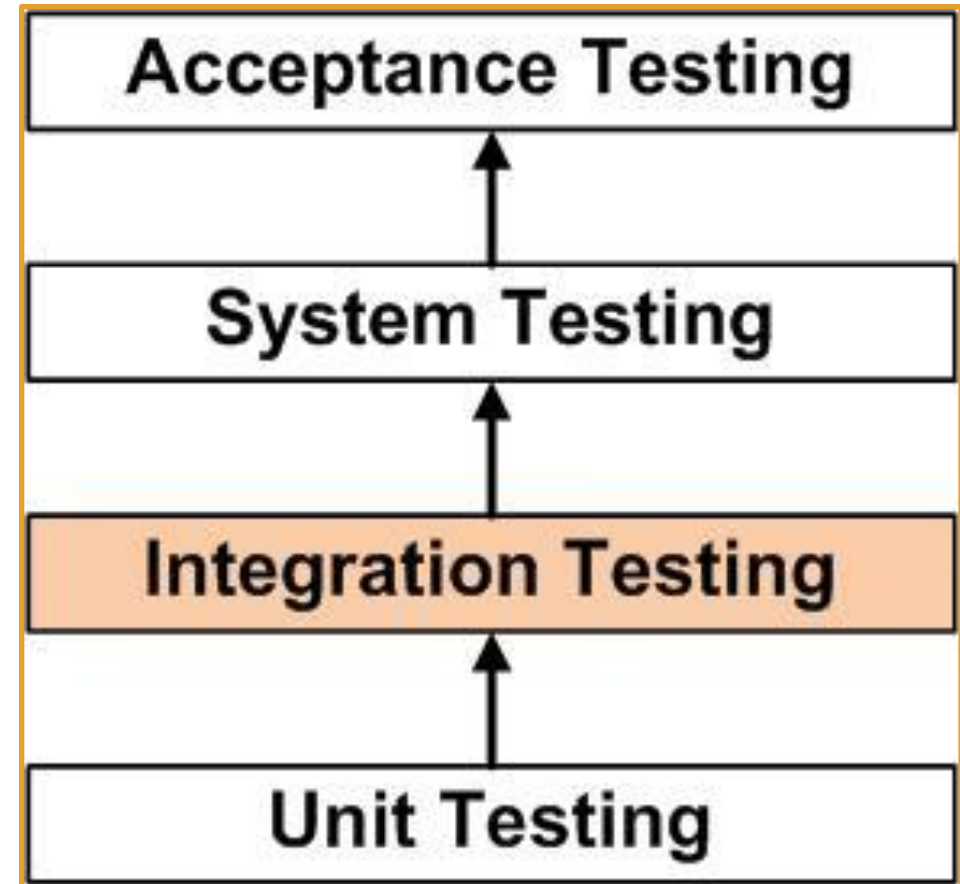 Acceptance Testing
System Testing
Integration Testing
Unit Testing